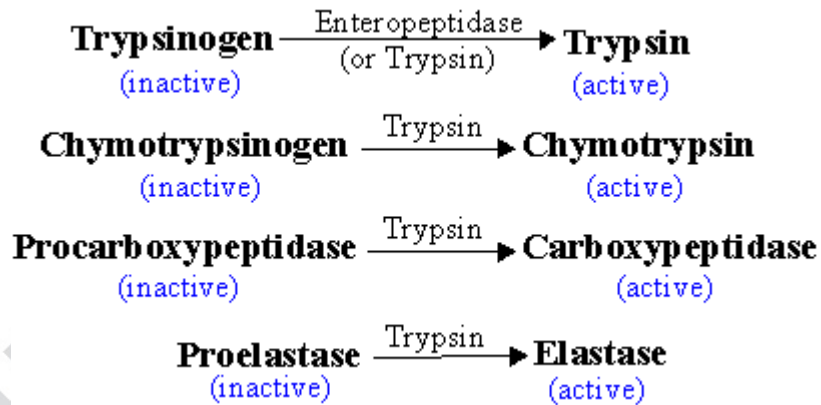 Trypsinogen Enteropeptidase (or Trypsin) Trypsin
(inactive) (active)
Chymotrypsinogen Trypsin Chymotrypsin
(inactive) (active)
Procarboxypeptidase Trypsin Carboxypeptidase
(inactive) (active)
Proelastase Trypsin Elastase
(inactive) (active)